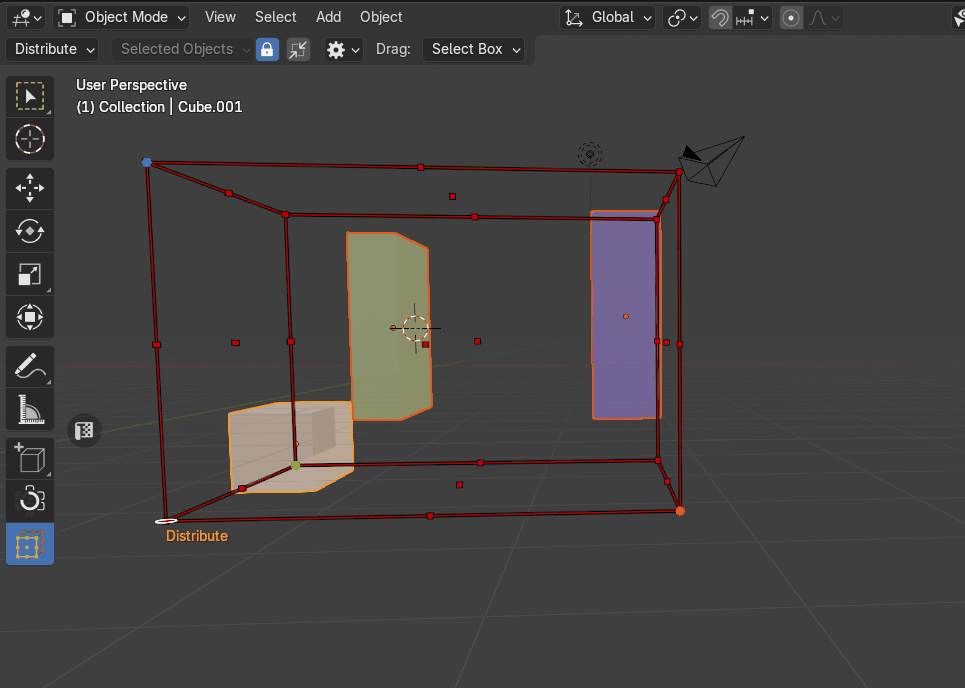 Object Mode View Select Add Object Global
Distribute Selected Objects Drag: Select Box
User Perspective
(1) Collection | Cube.001
Distribute